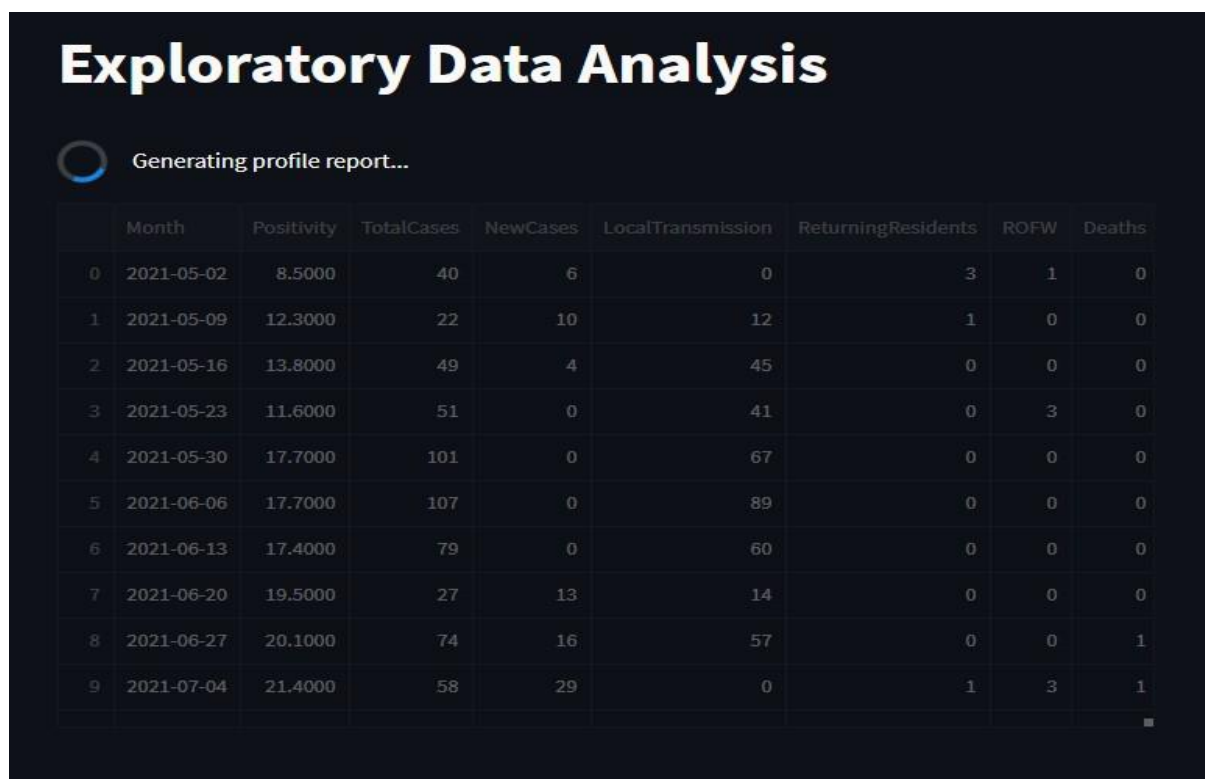 Exploratory Data Analysis
Generating profile report...
Month Positivity TotalCases NewCases LocalTransmission ReturningResidents ROFW Deaths
0 2021-05-02 8.5000 40 6 0 3 1 0
1 2021-05-09 12.3000 22 10 12 1 0 0
2 2021-05-16 13.8000 49 4 45 0 0 0
3 2021-05-23 11.6000 51 0 41 0 3 0
4 2021-05-30 17.7000 101 0 67 0 0 0
5 2021-06-06 17.7000 107 0 89 0 0 0
6 2021-06-13 17.4000 79 0 60 0 0 0
7 2021-06-20 19.5000 27 13 14 0 0 0
8 2021-06-27 20.1000 74 16 57 0 0 1
9 2021-07-04 21.4000 58 29 0 1 3 1